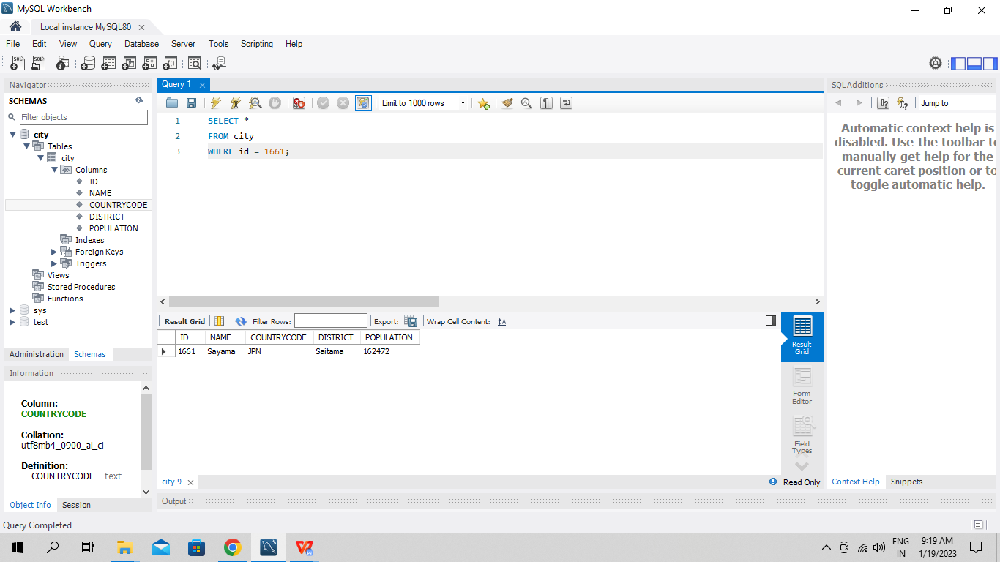 MySQL Workbench
Local instance MySQL80
File Edit View Query Database Server Tools Scripting Help
Navigator
SCHEMAS
Filter objects
city
Tables
city
Columns
ID
NAME
COUNTRYCODE
DISTRICT
POPULATION
Indexes
Foreign Keys
Triggers
Views
Stored Procedures
Functions
sys
test
Administration Schemas
Information
Column:
COUNTRYCODE
Collation:
utf8mb4_0900_ai_ci
Definition:
COUNTRYCODE text
Object Info Session
Query 1
Limit to 1000 rows
1 SELECT *
2 FROM city
3 WHERE id = 1661;
Result Grid Filter Rows: Export: Wrap Cell Content:
ID NAME COUNTRYCODE DISTRICT POPULATION
1661 Sayama JPN Saitama 162472
Result
Grid
Form
Editor
Field
Types
city 9
Read Only
Output
SQLAdditions
Jump to
Automatic context help is
disabled. Use the toolbar to
manually get help for the
current caret position or to
toggle automatic help.
Context Help Snippets
Query Completed
ENG
IN
9:19 AM
1/19/2023